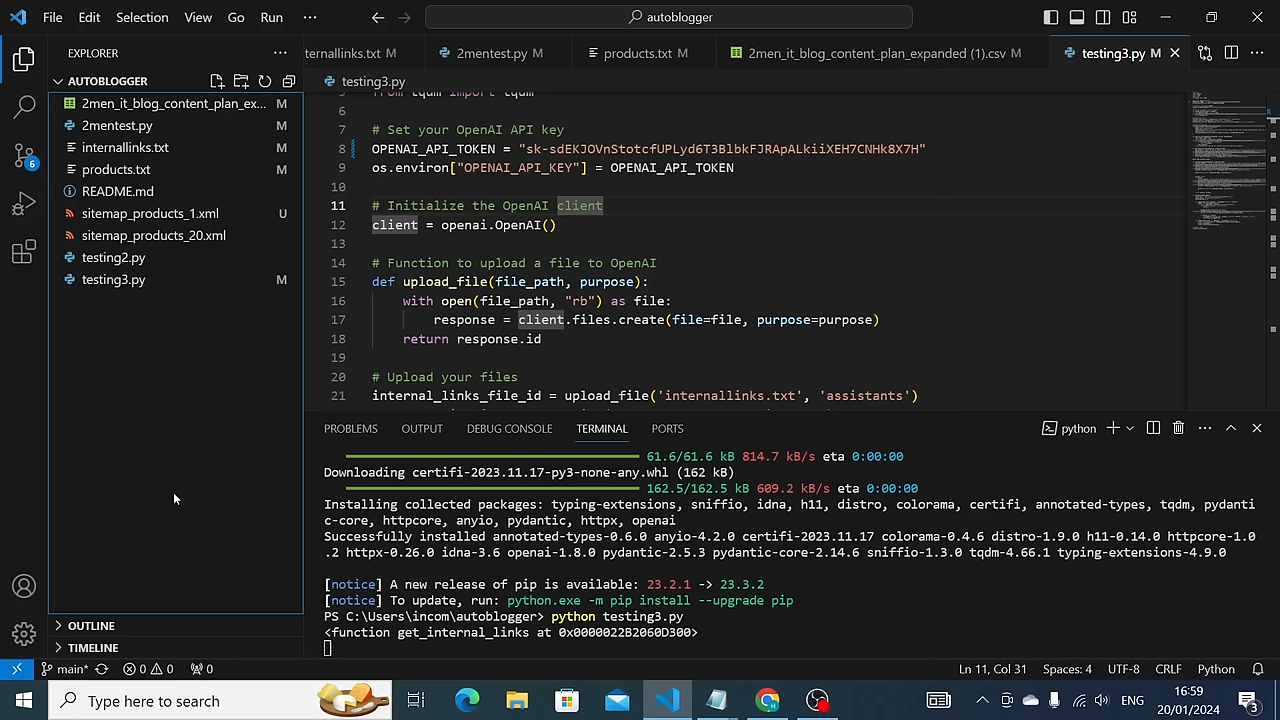 File Edit Selection View Go Run ··· autoblogger
EXPLORER ···
ternallinks.txt M 2mentest.py M products.txt M 2men_it_blog_content_plan_expanded (1).csv M testing3.py M
AUTOBLOGGER
testing3.py
2men_it_blog_content_plan_ex... M
2mentest.py M
internallinks.txt M
products.txt M
README.md
sitemap_products_1.xml U
sitemap_products_20.xml
testing2.py
testing3.py M
OUTLINE
TIMELINE
5 from tqdm import tqdm
6
7 # Set your OpenAI API key
8 OPENAI_API_TOKEN
9 os.environ["OPENAI_API_KEY"] = OPENAI_API_TOKEN
10
11 # Initialize the OpenAI client
12 client = openai.OpenAI()
13
14 # Function to upload a file to OpenAI
15 def upload_file(file_path, purpose):
16 with open(file_path, "rb") as file:
17 response = client.files.create(file=file, purpose=purpose)
18 return response.id
19
20 # Upload your files
21 internal_links_file_id = upload_file('internallinks.txt', 'assistants')
PROBLEMS OUTPUT DEBUG CONSOLE TERMINAL PORTS python
61.6/61.6 kB 814.7 kB/s eta 0:00:00
Downloading certifi-2023.11.17-py3-none-any.whl (162 kB)
162.5/162.5 kB 609.2 kB/s eta 0:00:00
Installing collected packages: typing-extensions, sniffio, idna, h11, distro, colorama, certifi, annotated-types, tqdm, pydanti
c-core, httpcore, anyio, pydantic, httpx, openai
Successfully installed annotated-types-0.6.0 anyio-4.2.0 certifi-2023.11.17 colorama-0.4.6 distro-1.9.0 h11-0.14.0 httpcore-1.0
.2 httpx-0.26.0 idna-3.6 openai-1.8.0 pydantic-2.5.3 pydantic-core-2.14.6 sniffio-1.3.0 tqdm-4.66.1 typing-extensions-4.9.0
[notice] A new release of pip is available: 23.2.1 -> 23.3.2
[notice] To update, run: python.exe -m pip install --upgrade pip
PS C:\Users\incom\autoblogger> python testing3.py
<function get_internal_links at 0x0000022B2060D300>
main* 0 0 0 Ln 11, Col 31 Spaces: 4 UTF-8 CRLF Python
6
Type here to search ENG 16:59
20/01/2024 3